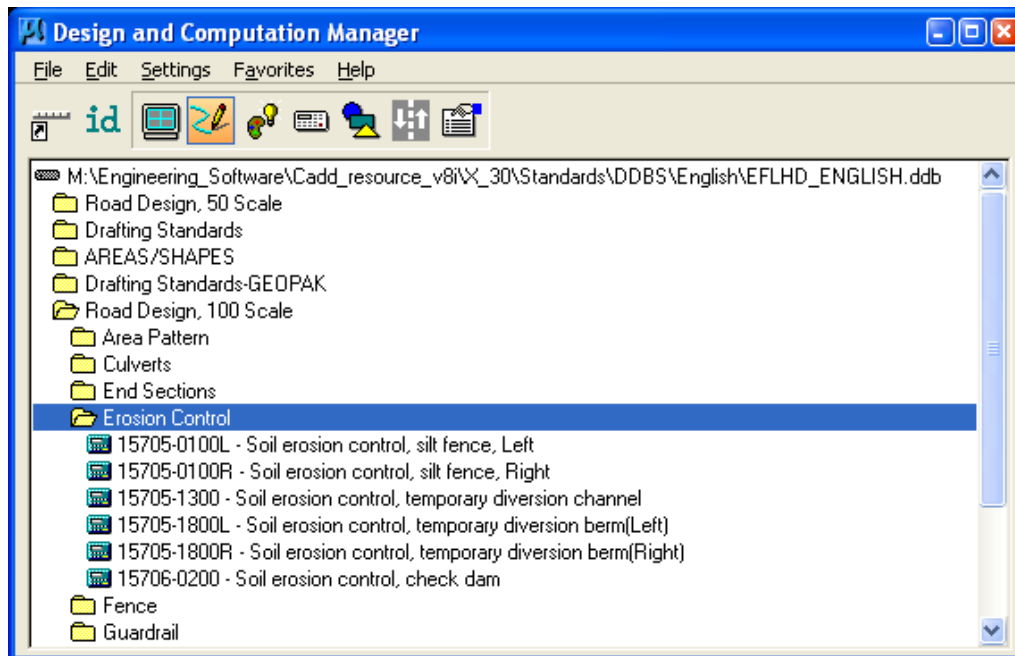 Design and Computation Manager
File Edit Settings Favorites Help
id
M:\Engineering_Software\Cadd_resource_v8i\X_30\Standards\DDBS\English\EFLHD_ENGLISH.ddb
Road Design, 50 Scale
Drafting Standards
AREAS/SHAPES
Drafting Standards-GEOPAK
Road Design, 100 Scale
Area Pattern
Culverts
End Sections
Erosion Control
15705-0100L - Soil erosion control, silt fence, Left
15705-0100R - Soil erosion control, silt fence, Right
15705-1300 - Soil erosion control, temporary diversion channel
15705-1800L - Soil erosion control, temporary diversion berm(Left)
15705-1800R - Soil erosion control, temporary diversion berm(Right)
15706-0200 - Soil erosion control, check dam
Fence
Guardrail